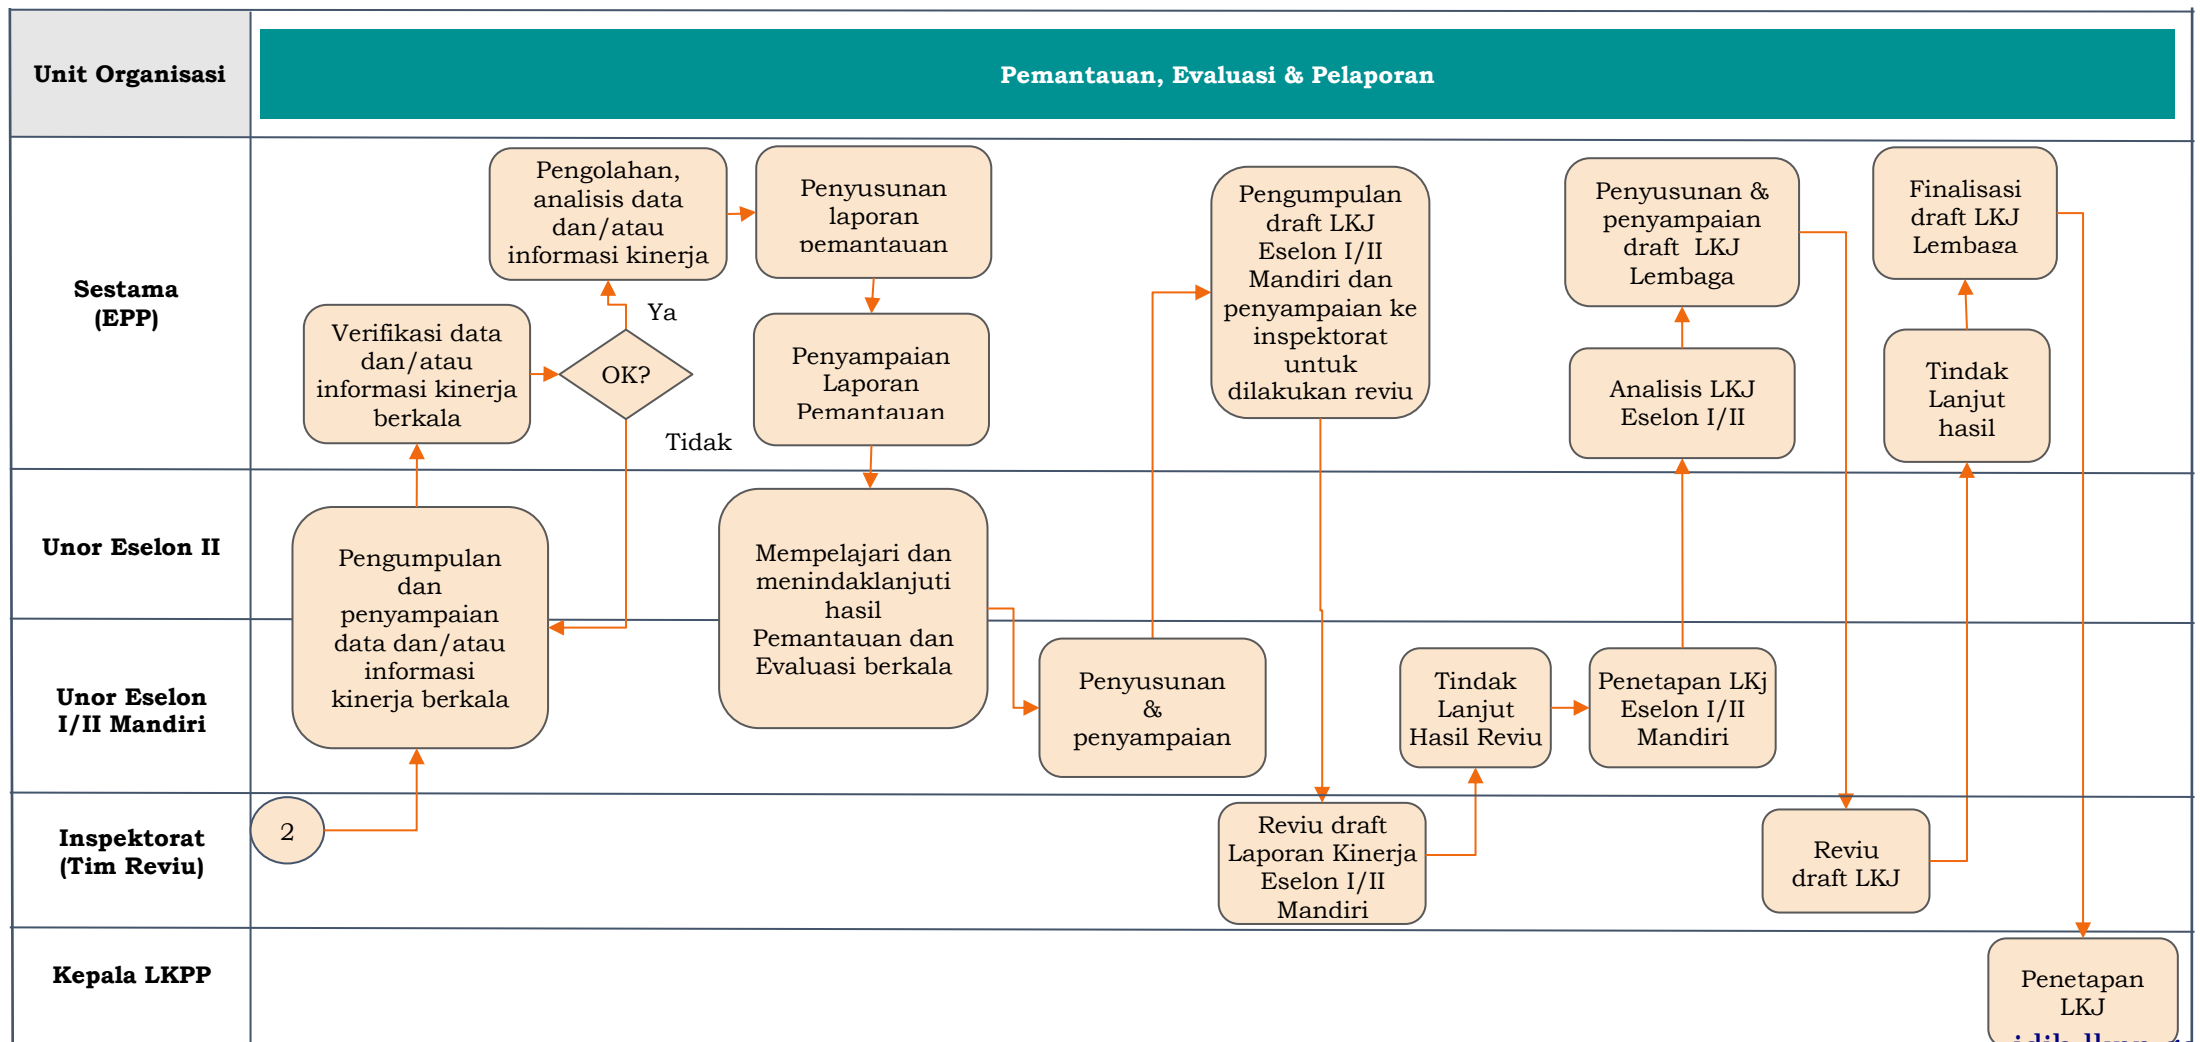 Unit Organisasi
Pemantauan, Evaluasi & Pelaporan
Sestama
(EPP)
Pengolahan,
analisis data
dan/atau
informasi kinerja
Penyusunan
laporan
pemantauan
Verifikasi data
dan/atau
informasi kinerja
berkala
OK?
Ya
Tidak
Penyampaian
Laporan
Pemantauan
Pengumpulan
draft LKJ
Eselon I/II
Mandiri dan
penyampaian ke
inspektorat
untuk
dilakukan reviu
Penyusunan &
penyampaian
draft LKJ
Lembaga
Analisis LKJ
Eselon I/II
Finalisasi
draft LKJ
Lembaga
Tindak
Lanjut
hasil
Unor Eselon II
Pengumpulan
dan
penyampaian
data dan/atau
informasi
kinerja berkala
Mempelajari dan
menindaklanjuti
hasil
Pemantauan dan
Evaluasi berkala
Unor Eselon
I/II Mandiri
Penyusunan
&
penyampaian
Tindak
Lanjut
Hasil Reviu
Penetapan LKj
Eselon I/II
Mandiri
Inspektorat
(Tim Reviu)
2
Reviu draft
Laporan Kinerja
Eselon I/II
Mandiri
Reviu
draft LKJ
Kepala LKPP
Penetapan
LKJ